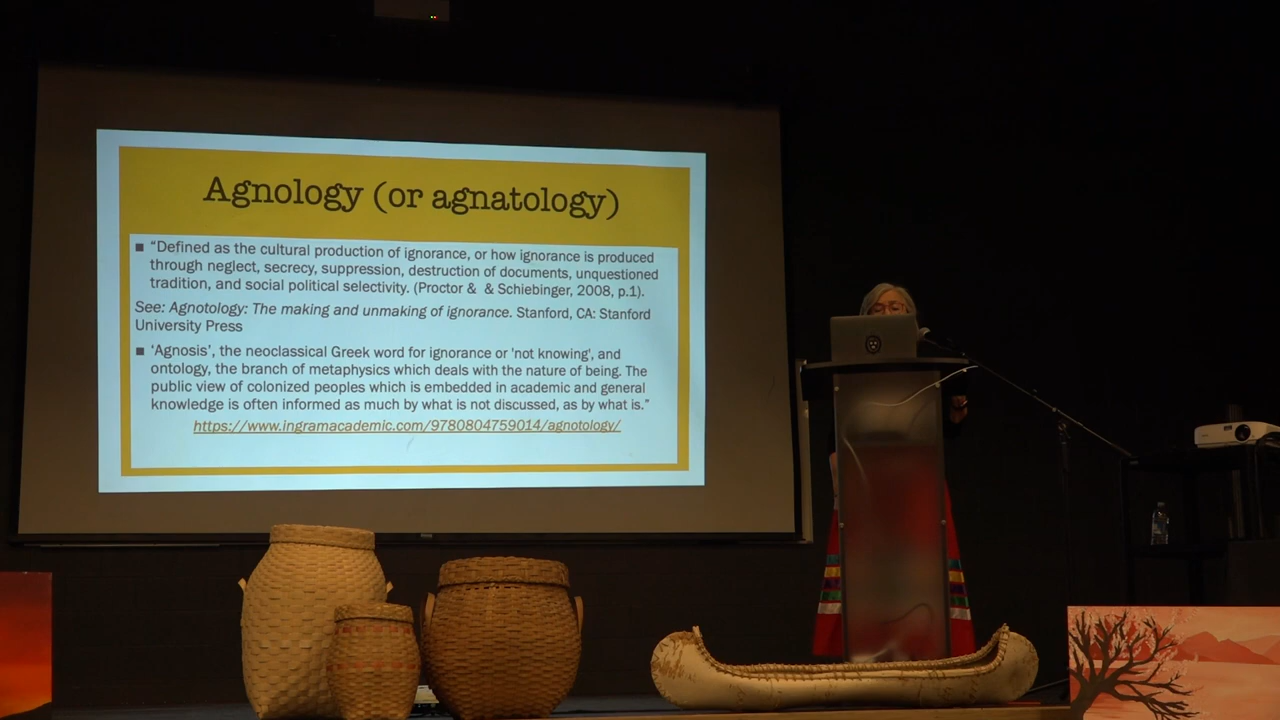 Agnology (or agnatology)
■ “Defined as the cultural production of ignorance, or how ignorance is produced
through neglect, secrecy, suppression, destruction of documents, unquestioned
tradition, and social political selectivity. (Proctor & & Schiebinger, 2008, p.1).
See: Agnotology: The making and unmaking of ignorance. Stanford, CA: Stanford
University Press
■ ‘Agnosis’, the neoclassical Greek word for ignorance or 'not knowing', and
ontology, the branch of metaphysics which deals with the nature of being. The
public view of colonized peoples which is embedded in academic and general
knowledge is often informed as much by what is not discussed, as by what is.”
https://www.ingramacademic.com/9780804759014/agnotology/